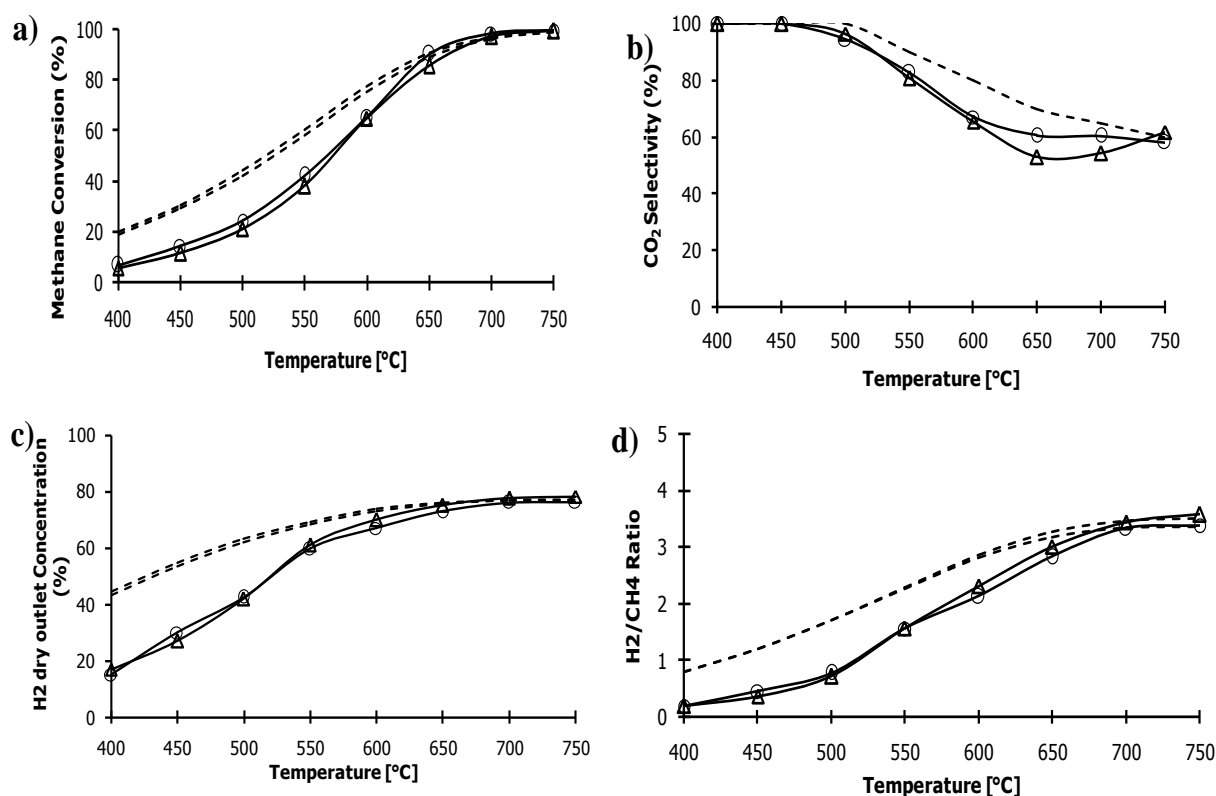 a)
Methane Conversion (%)
100
80
60
40
20
0
400 450 500 550 600 650 700 750
Temperature [°C]
b)
CO₂ Selectivity (%)
100
80
60
40
20
0
400 450 500 550 600 650 700 750
Temperature [°C]
c)
H2 dry outlet Concentration
(%)
100
80
60
40
20
0
400 450 500 550 600 650 700 750
Temperature [°C]
d)
H2/CH4 Ratio
5
4
3
2
1
0
400 450 500 550 600 650 700 750
Temperature [°C]